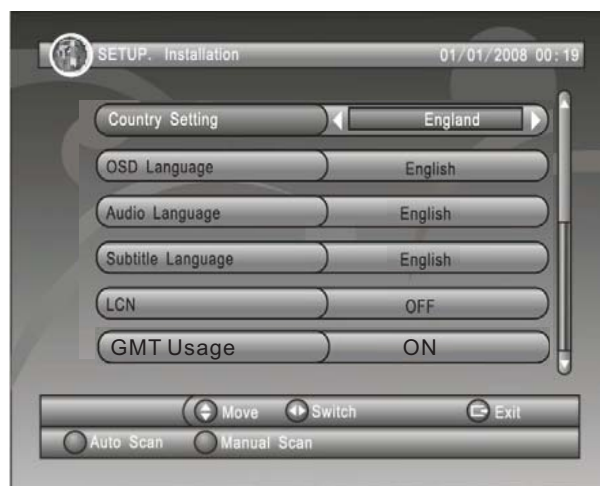 SETUP. Installation 01/01/2008 00:19
Country Setting England
OSD Language English
Audio Language English
Subtitle Language English
LCN OFF
GMT Usage ON
Move Switch Exit
Auto Scan Manual Scan